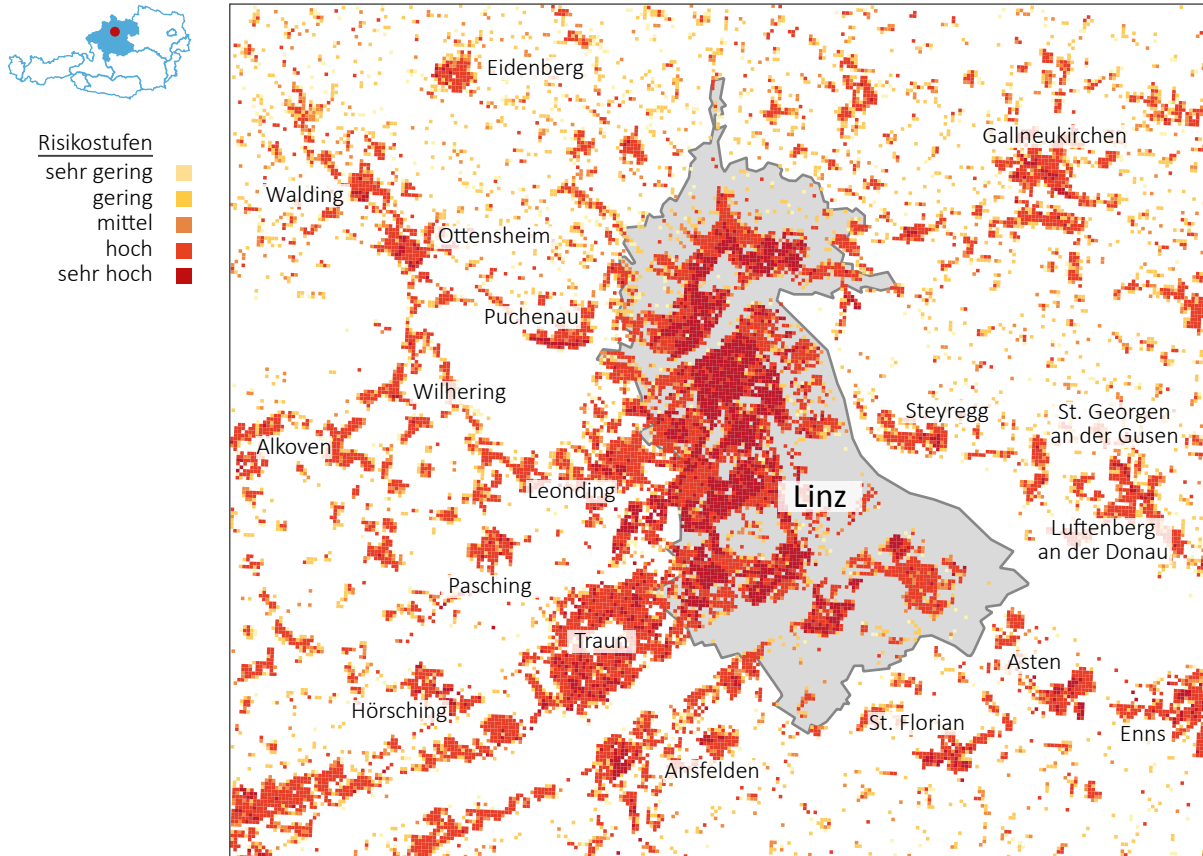 Risikostufen
sehr gering
gering
mittel
hoch
sehr hoch
Eidenberg
Gallneukirchen
Walding
Ottensheim
Puchenau
Wilhering
Steyregg
St. Georgen
an der Gusen
Alkoven
Leonding
Linz
Luftenberg
an der Donau
Pasching
Traun
Asten
Hörsching
St. Florian
Enns
Ansfelden